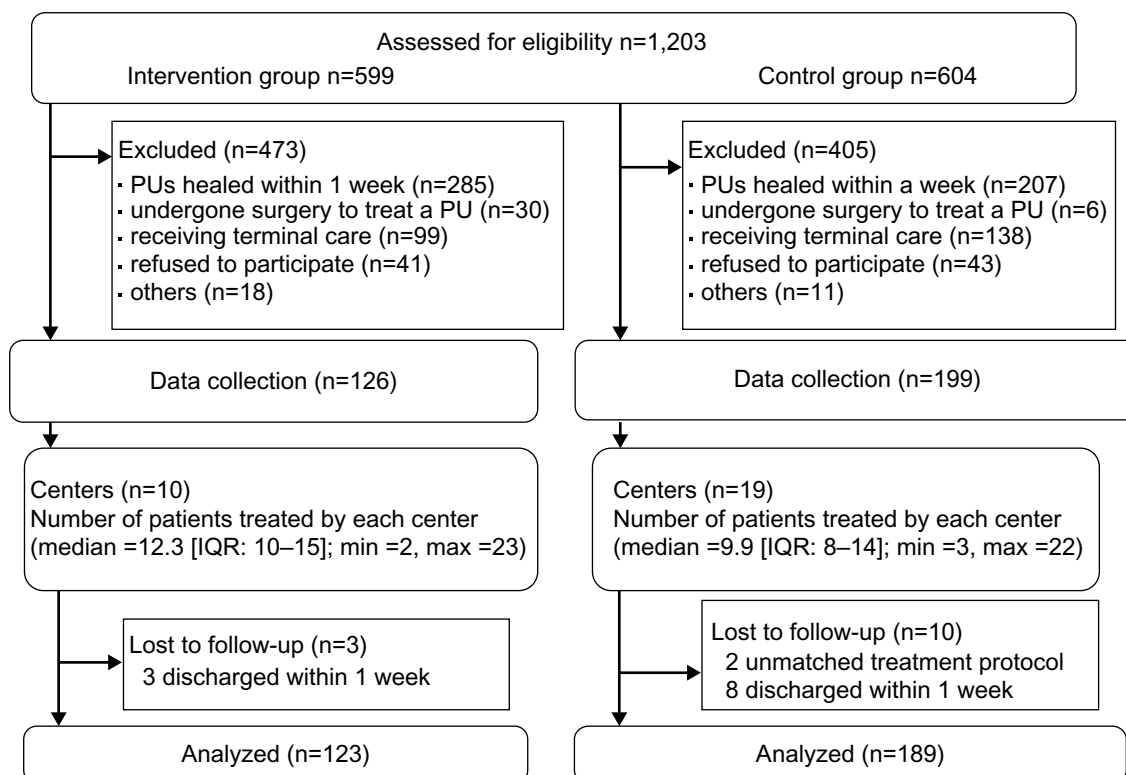 Assessed for eligibility n=1,203
Intervention group n=599
Control group n=604
Excluded (n=473)
· PUs healed within 1 week (n=285)
· undergone surgery to treat a PU (n=30)
· receiving terminal care (n=99)
· refused to participate (n=41)
· others (n=18)
Excluded (n=405)
· PUs healed within a week (n=207)
· undergone surgery to treat a PU (n=6)
· receiving terminal care (n=138)
· refused to participate (n=43)
· others (n=11)
Data collection (n=126)
Data collection (n=199)
Centers (n=10)
Number of patients treated by each center
(median =12.3 [IQR: 10–15]; min =2, max =23)
Centers (n=19)
Number of patients treated by each center
(median =9.9 [IQR: 8–14]; min =3, max =22)
Lost to follow-up (n=3)
3 discharged within 1 week
Lost to follow-up (n=10)
2 unmatched treatment protocol
8 discharged within 1 week
Analyzed (n=123)
Analyzed (n=189)